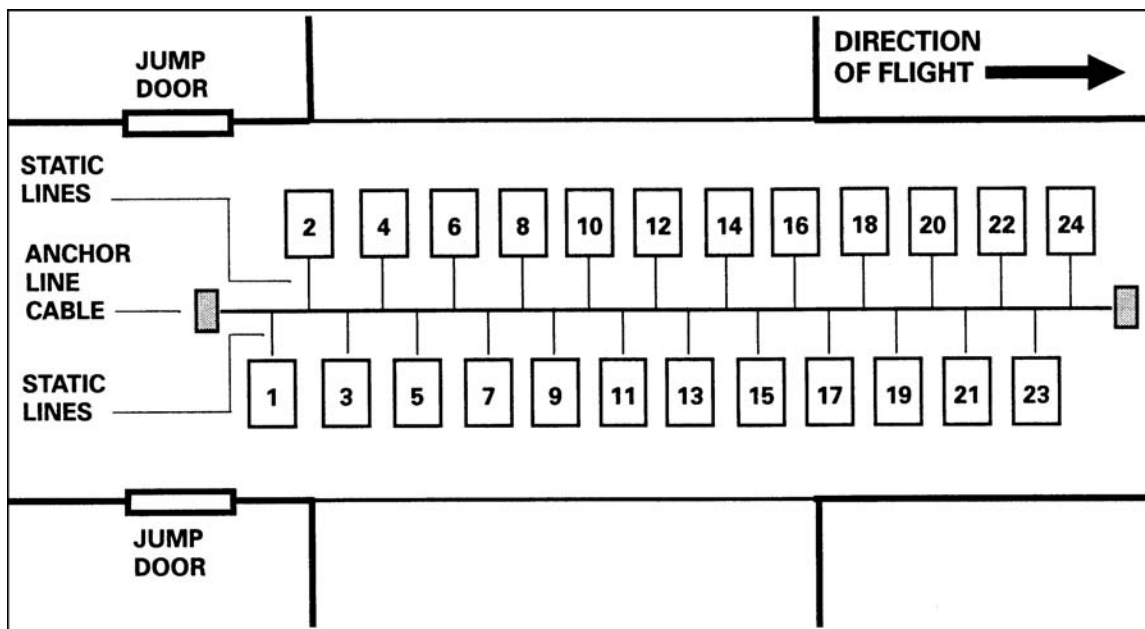 JUMP
DOOR
DIRECTION
OF FLIGHT
STATIC
LINES
2 4 6 8 10 12 14 16 18 20 22 24
ANCHOR
LINE
CABLE
STATIC
LINES
1 3 5 7 9 11 13 15 17 19 21 23
JUMP
DOOR